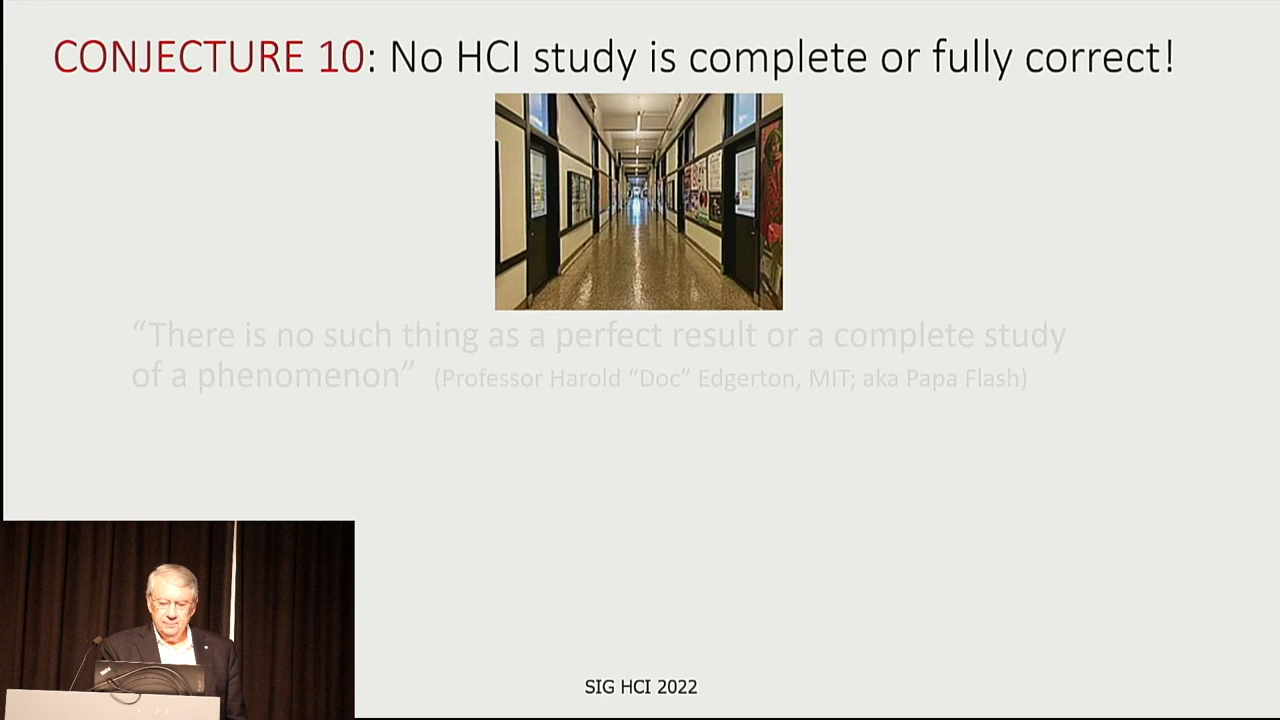 CONJECTURE 10: No HCI study is complete or fully correct!
“There is no such thing as a perfect result or a complete study
of a phenomenon” (Professor Harold “Doc” Edgerton, MIT; aka Papa Flash)
SIG HCI 2022